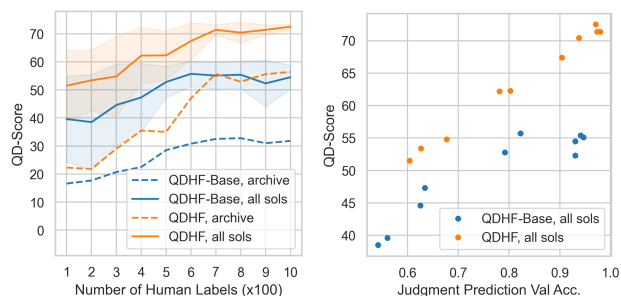 QD-Score
70
60
50
40
30
20
10
0
QDHF-Base, archive
QDHF-Base, all sols
QDHF, archive
QDHF, all sols
1 2 3 4 5 6 7 8 9 10
Number of Human Labels (x100)
QD-Score
70
65
60
55
50
45
40
QDHF-Base, all sols
QDHF, all sols
0.6 0.7 0.8 0.9 1.0
Judgment Prediction Val Acc.